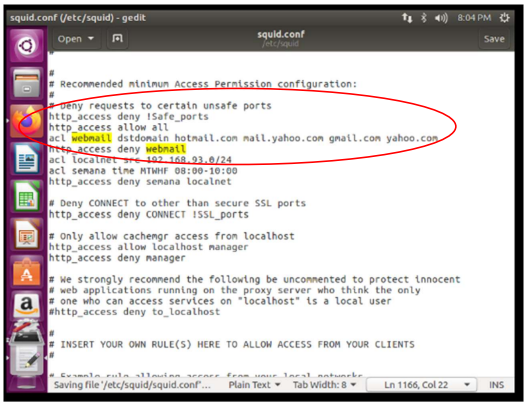 squid.conf (/etc/squid) - gedit
8:04 PM
Open
squid.conf
/etc/squid
Save
#
#
# Recommended minimum Access Permission configuration:
#
# Deny requests to certain unsafe ports
http_access deny !Safe_ports
http_access allow all
acl webmail dstdomain hotmail.com mail.yahoo.com gmail.com yahoo.com
http_access deny webmail
acl localnet src 192.168.93.0/24
acl semana time MTWHF 08:00-10:00
http_access deny semana localnet
# Deny CONNECT to other than secure SSL ports
http_access deny CONNECT !SSL_ports
# Only allow cachemgr access from localhost
http_access allow localhost manager
http_access deny manager
# We strongly recommend the following be uncommented to protect innocent
# web applications running on the proxy server who think the only
# one who can access services on "localhost" is a local user
#http_access deny to_localhost
#
# INSERT YOUR OWN RULE(S) HERE TO ALLOW ACCESS FROM YOUR CLIENTS
#
# Example rule allowing access from your local networks.
Saving file '/etc/squid/squid.conf'... Plain Text Tab Width: 8 Ln 1166, Col 22 INS